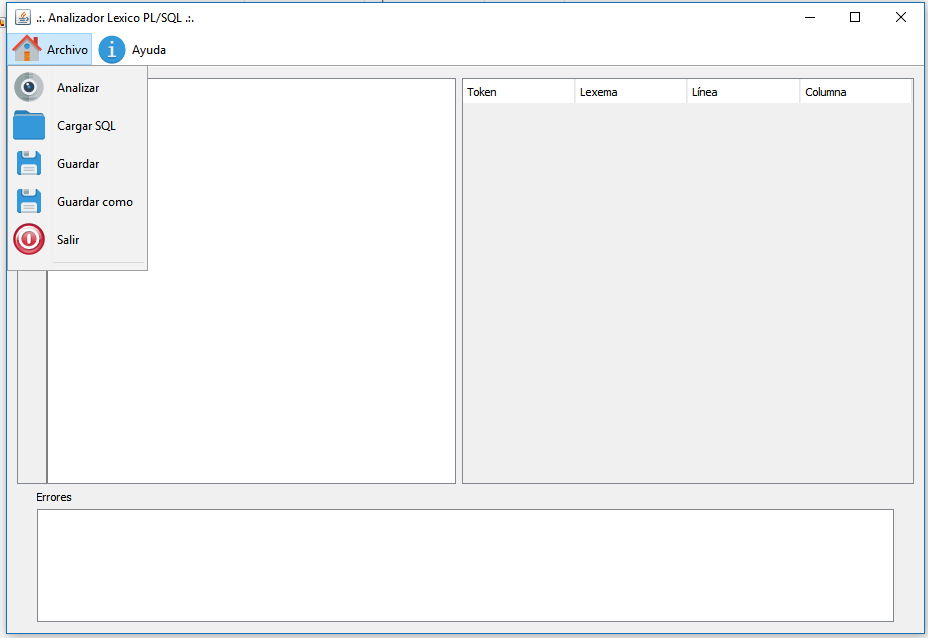 .:. Analizador Lexico PL/SQL .:.
Archivo Ayuda
Analizar
Cargar SQL
Guardar
Guardar como
Salir
Token Lexema Línea Columna
Errores